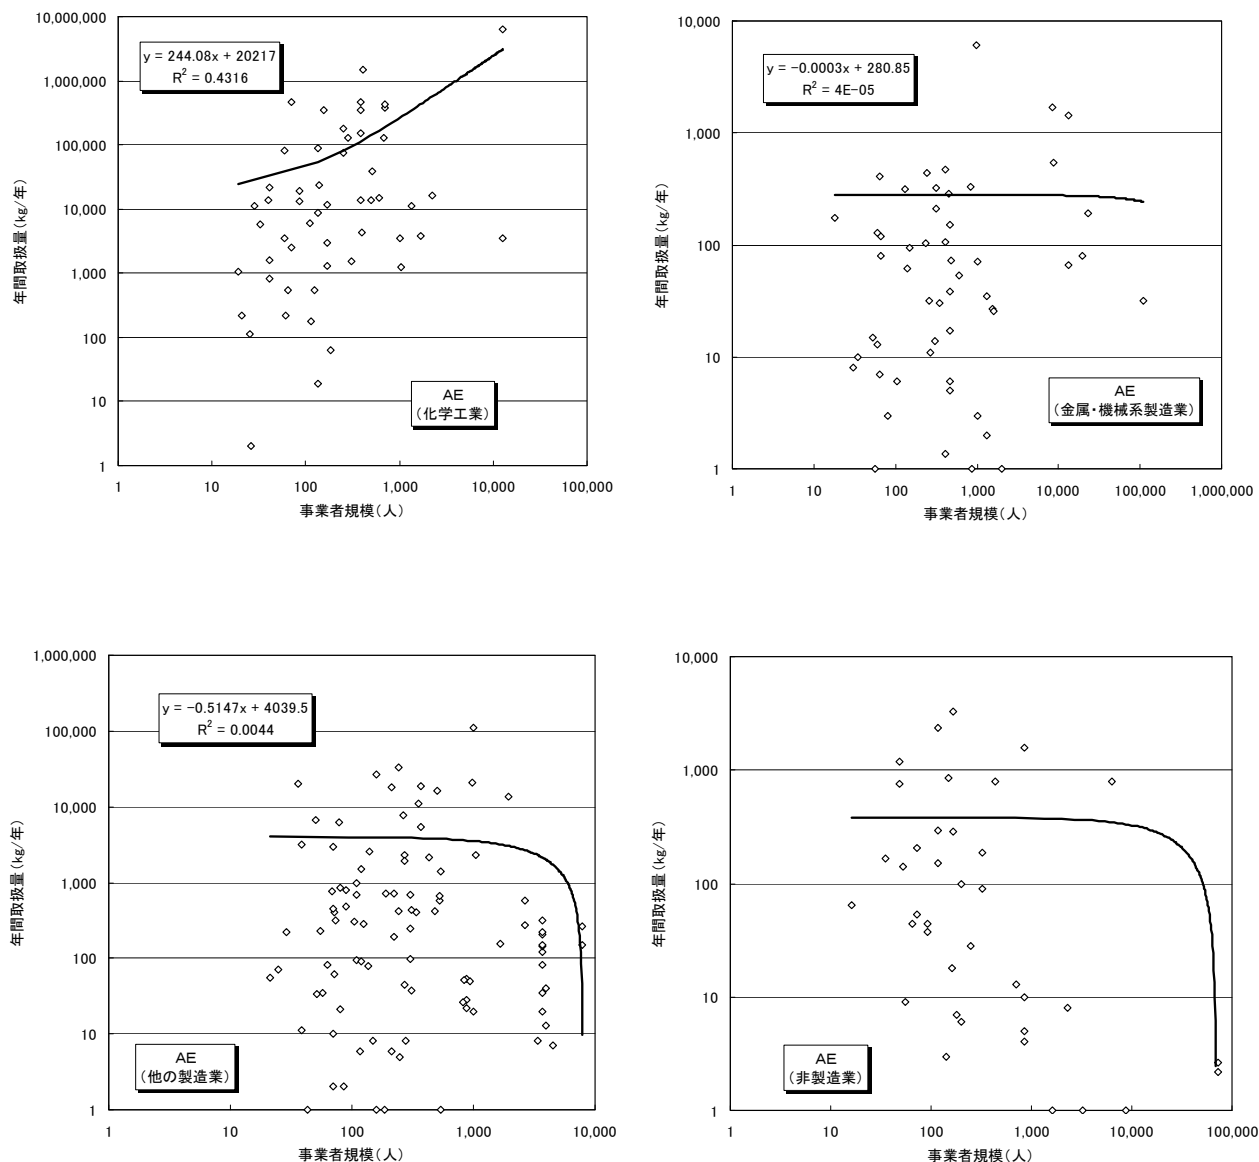 10,000,000
1,000,000
100,000
10,000
1,000
100
10
1
年間取扱量(kg/年)
y = 244.08x + 20217
R² = 0.4316
AE
(化学工業)
1 10 100 1,000 10,000 100,000
事業者規模(人)
10,000
1,000
100
10
1
年間取扱量(kg/年)
y = −0.0003x + 280.85
R² = 4E-05
AE
(金属・機械系製造業)
1 10 100 1,000 10,000 100,000 1,000,000
事業者規模(人)
1,000,000
100,000
10,000
1,000
100
10
1
年間取扱量(kg/年)
y = −0.5147x + 4039.5
R² = 0.0044
AE
(他の製造業)
1 10 100 1,000 10,000
事業者規模(人)
10,000
1,000
100
10
1
年間取扱量(kg/年)
AE
(非製造業)
1 10 100 1,000 10,000 100,000
事業者規模(人)